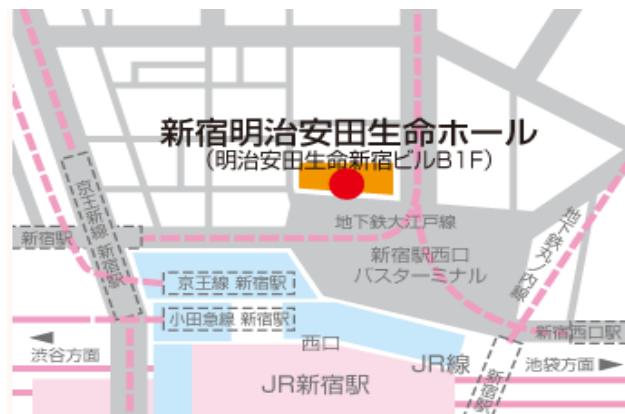 新宿明治安田生命ホール
(明治安田生命新宿ビルB1F)
京王新線 新宿駅
新宿駅
地下鉄大江戸線
新宿駅西口
バスターミナル
地下鉄丸ノ内線
京王線 新宿駅
小田急線 新宿駅
新宿西口駅
渋谷方面
西口
JR線
池袋方面
新宿駅
JR新宿駅